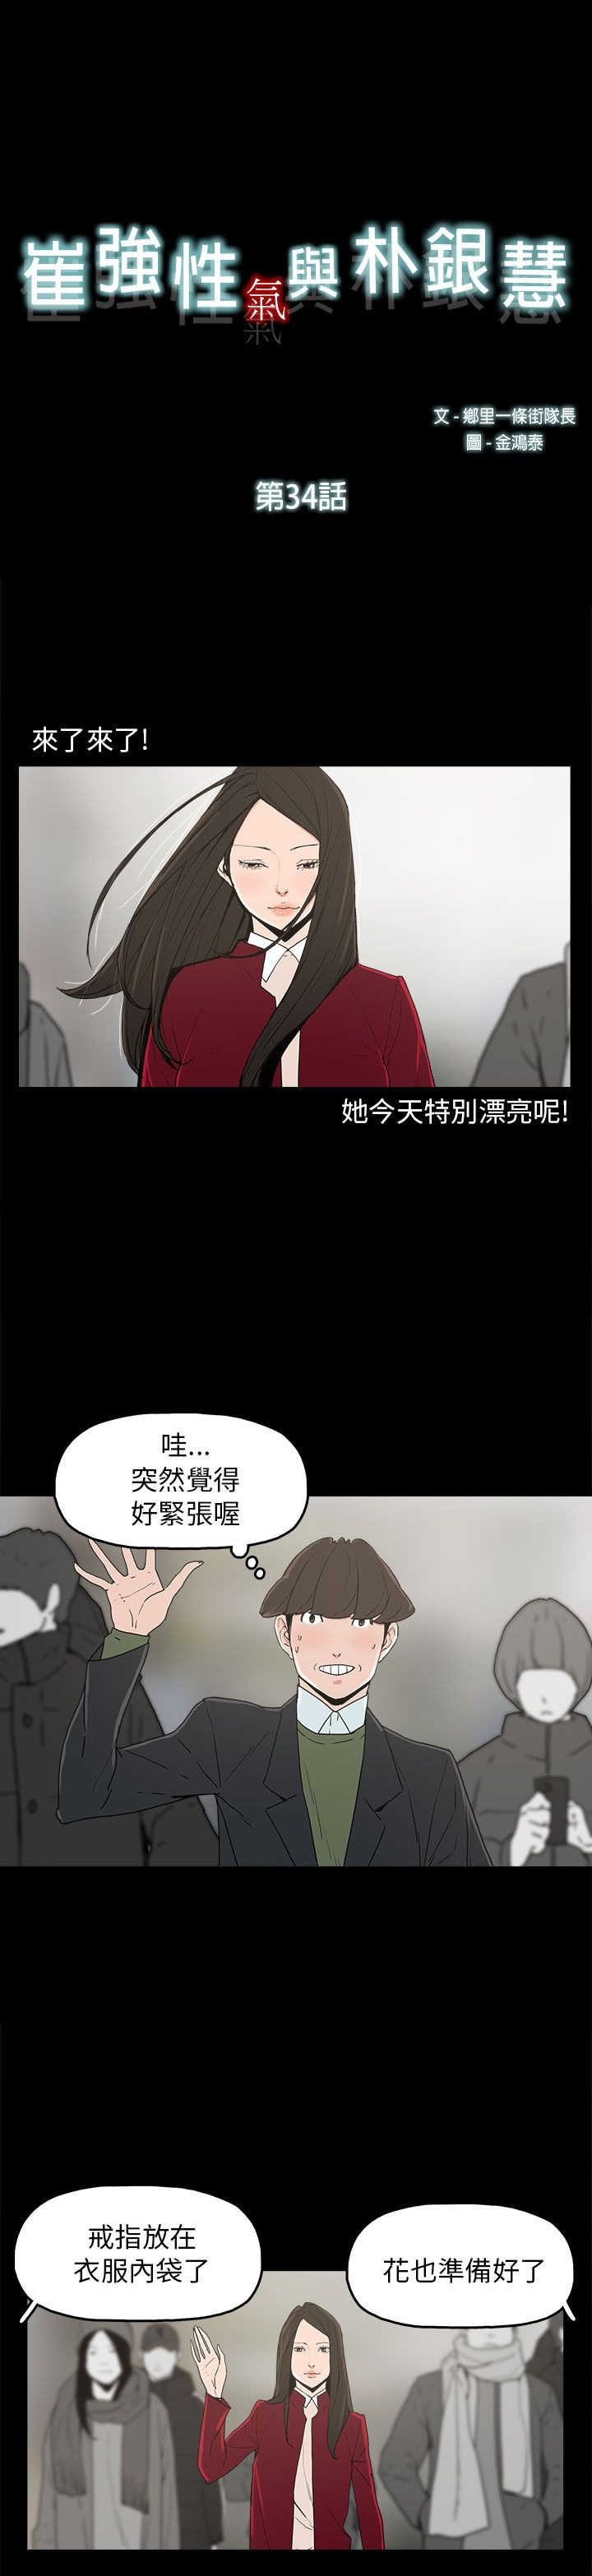 崔強性氣與朴銀慧
文 - 鄉里一條街隊長
圖 - 金鴻泰
第34話
來了來了!
她今天特別漂亮呢!
哇...
突然覺得
好緊張喔
戒指放在
衣服內袋了
花也準備好了